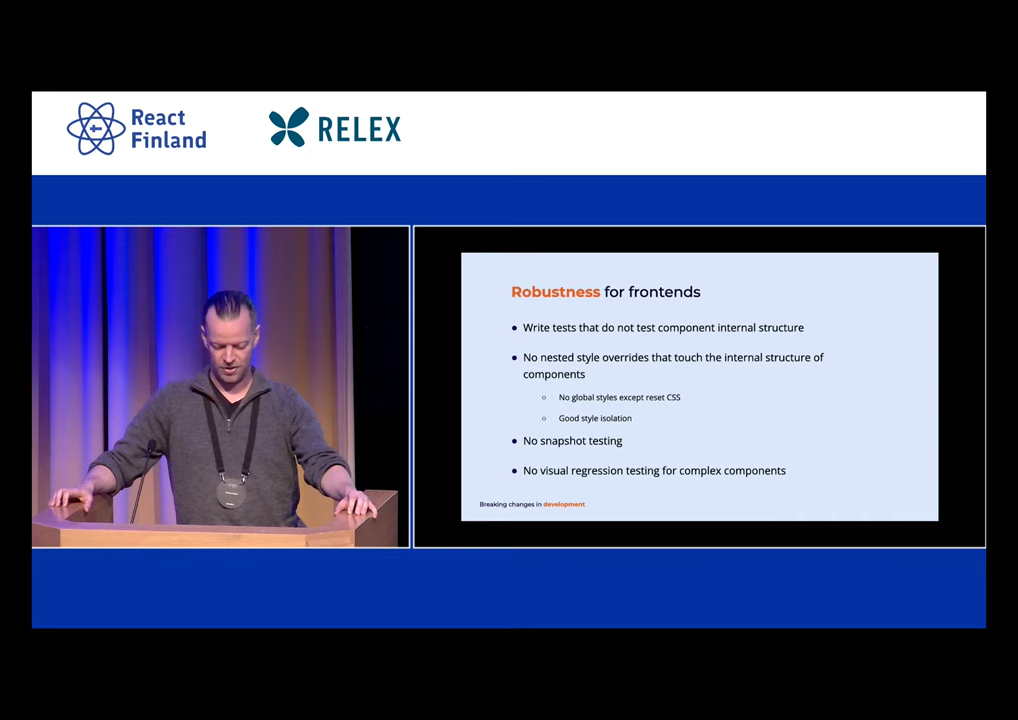 React
Finland
RELEX
Robustness for frontends
● Write tests that do not test component internal structure
● No nested style overrides that touch the internal structure of
components
○ No global styles except reset CSS
○ Good style isolation
● No snapshot testing
● No visual regression testing for complex components
Breaking changes in development